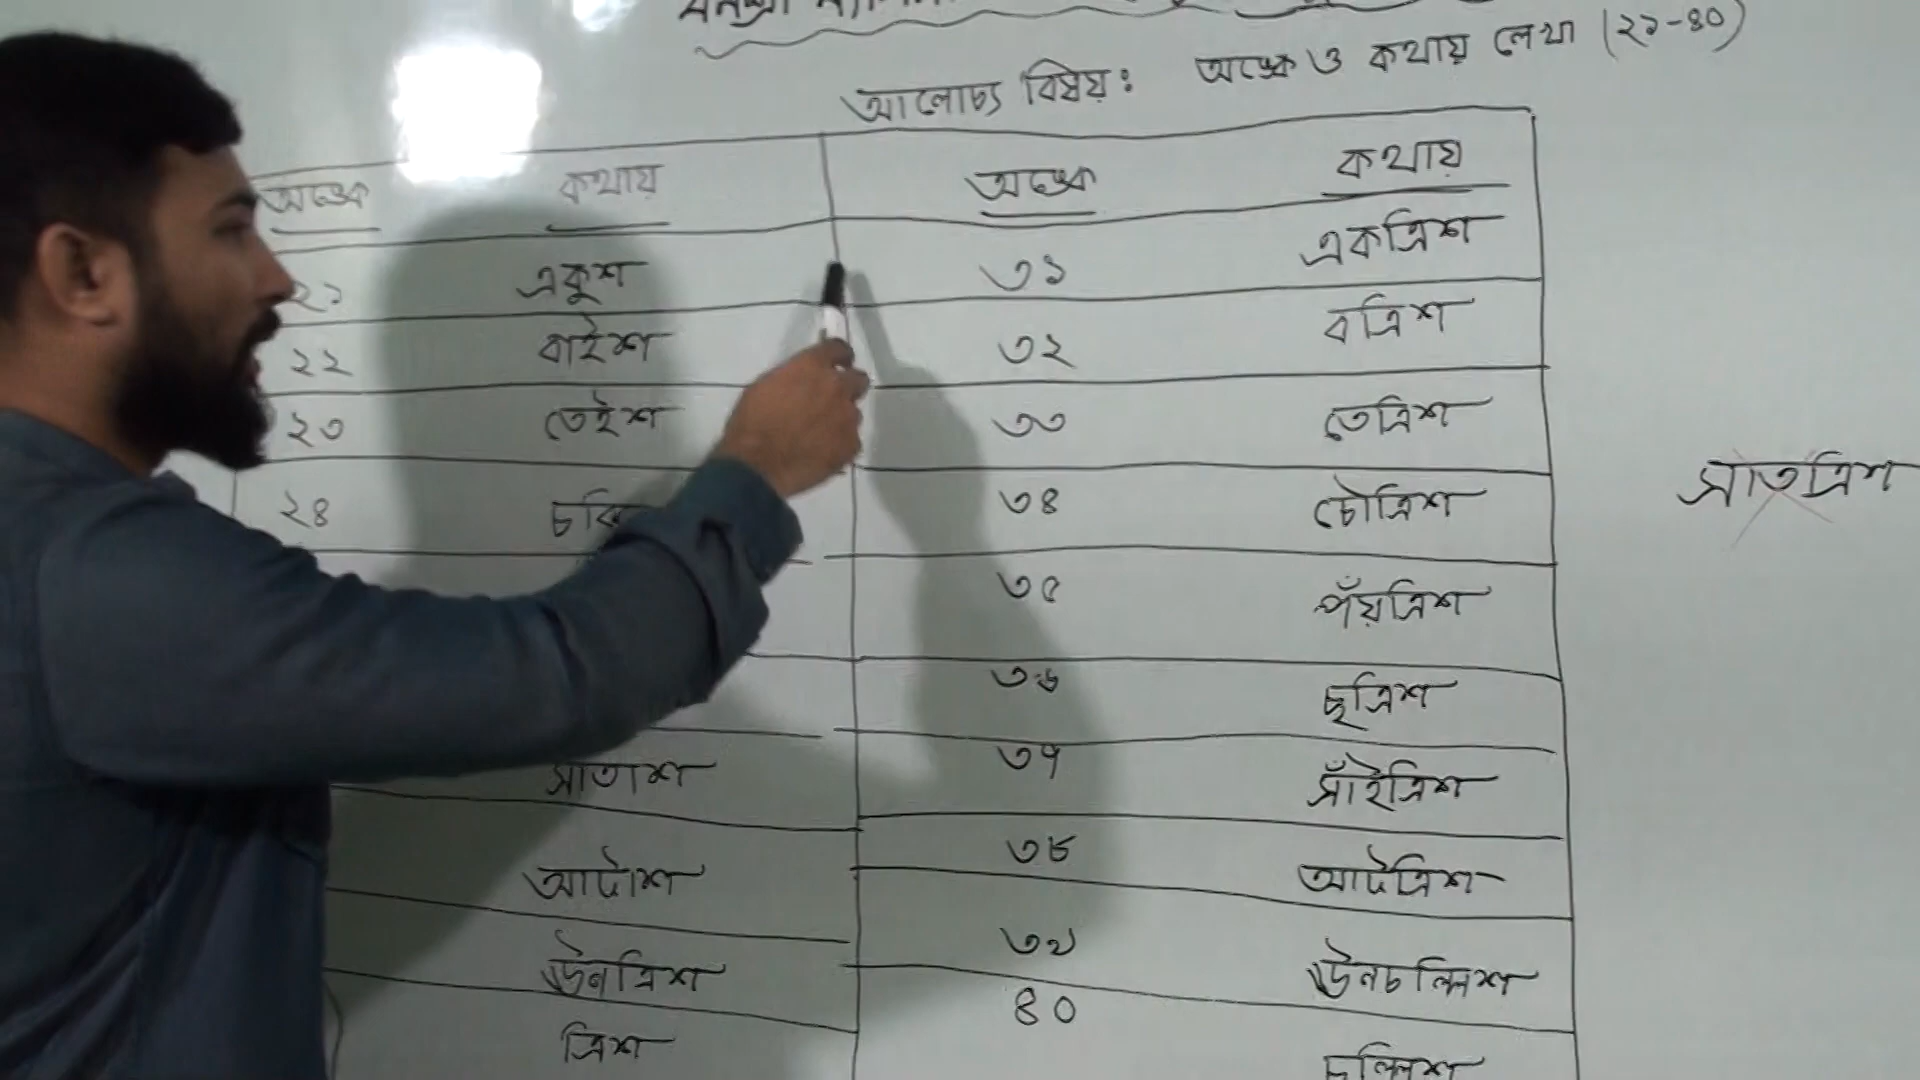 আলোচ্য বিষয়ঃ অঙ্কে ও কথায় লেখা (২১-৪০)
অঙ্কে কথায় অঙ্কে কথায়
২১ একুশ ৩১ একত্রিশ
২২ বাইশ ৩২ বত্রিশ
২৩ তেইশ ৩৩ তেত্রিশ
সাতত্রিশ
২৪ ৩৪ চৌত্রিশ
৩৫ পঁয়ত্রিশ
৩৬ ছত্রিশ
সাতাশ ৩৭ সাঁইত্রিশ
আটাশ ৩৮ আটত্রিশ
ঊনত্রিশ ৩৯ ঊনচল্লিশ
ত্রিশ ৪০ চল্লিশ